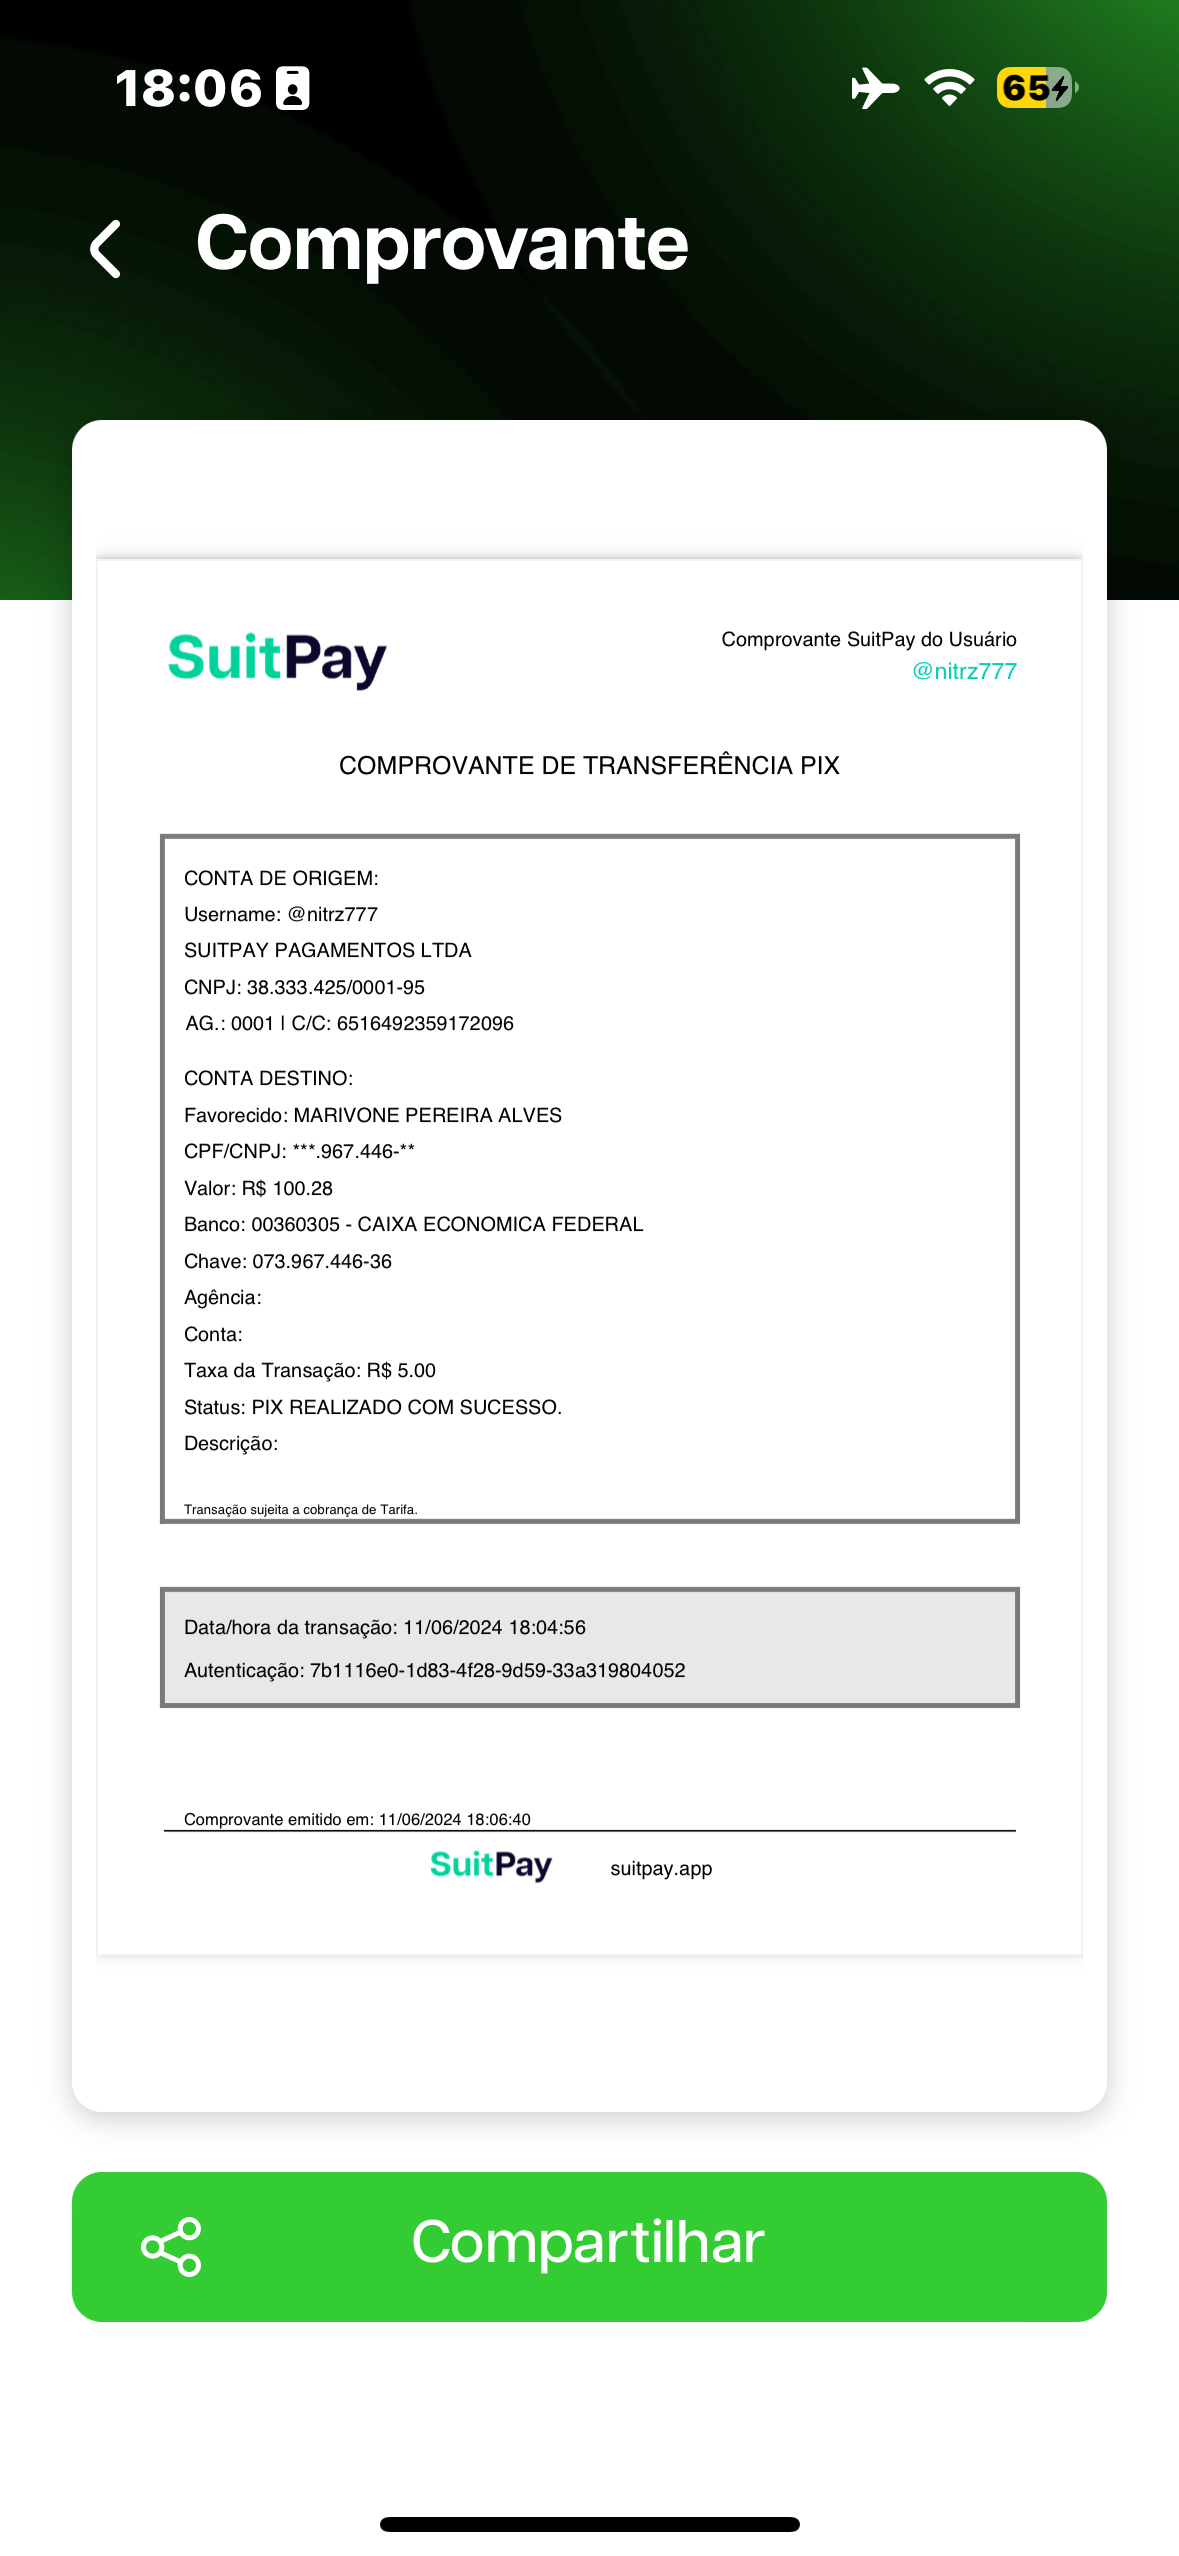 18:06
65
Comprovante
SuitPay
Comprovante SuitPay do Usuário
@nitrz777
COMPROVANTE DE TRANSFERÊNCIA PIX
CONTA DE ORIGEM:
Username: @nitrz777
SUITPAY PAGAMENTOS LTDA
CNPJ: 38.333.425/0001-95
AG.: 0001 | C/C: 6516492359172096
CONTA DESTINO:
Favorecido: MARIVONE PEREIRA ALVES
CPF/CNPJ: ***.967.446-**
Valor: R$ 100.28
Banco: 00360305 - CAIXA ECONOMICA FEDERAL
Chave: 073.967.446-36
Agência:
Conta:
Taxa da Transação: R$ 5.00
Status: PIX REALIZADO COM SUCESSO.
Descrição:
Transação sujeita a cobrança de Tarifa.
Data/hora da transação: 11/06/2024 18:04:56
Autenticação: 7b1116e0-1d83-4f28-9d59-33a319804052
Comprovante emitido em: 11/06/2024 18:06:40
SuitPay suitpay.app
Compartilhar